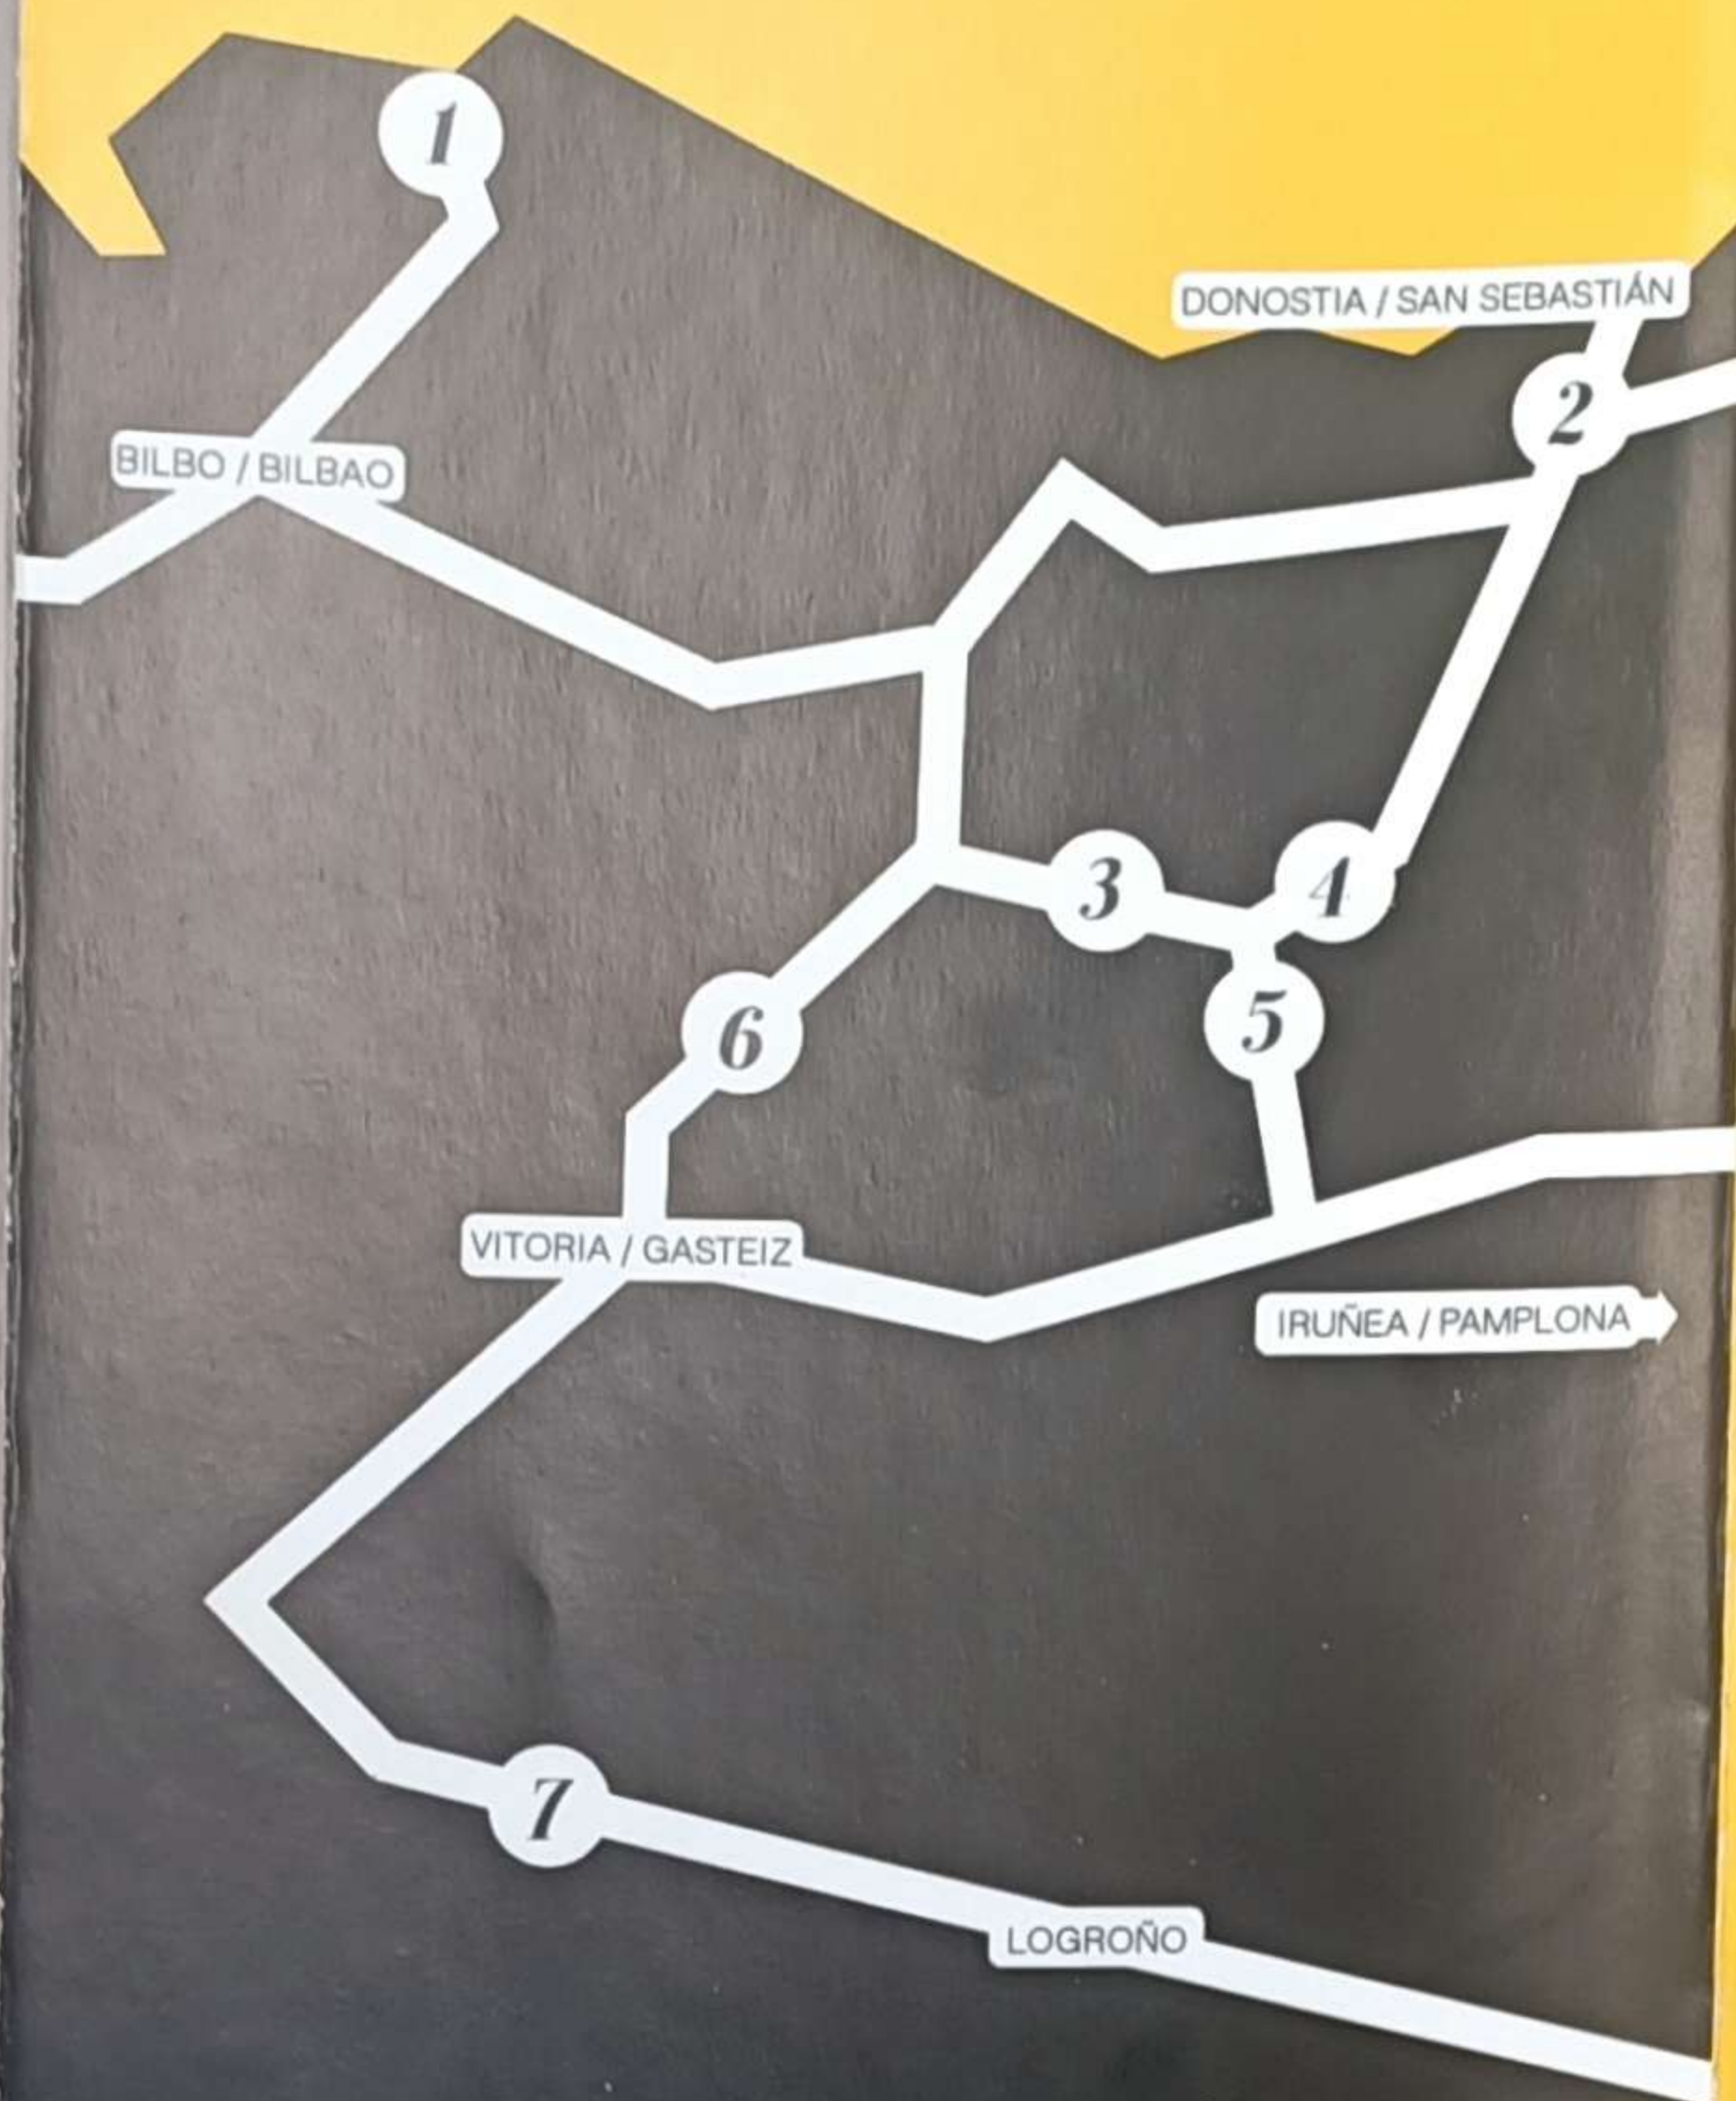 1
DONOSTIA / SAN SEBASTIÁN
2
BILBO / BILBAO
3
4
5
6
VITORIA / GASTEIZ
IRUÑEA / PAMPLONA
7
LOGROÑO